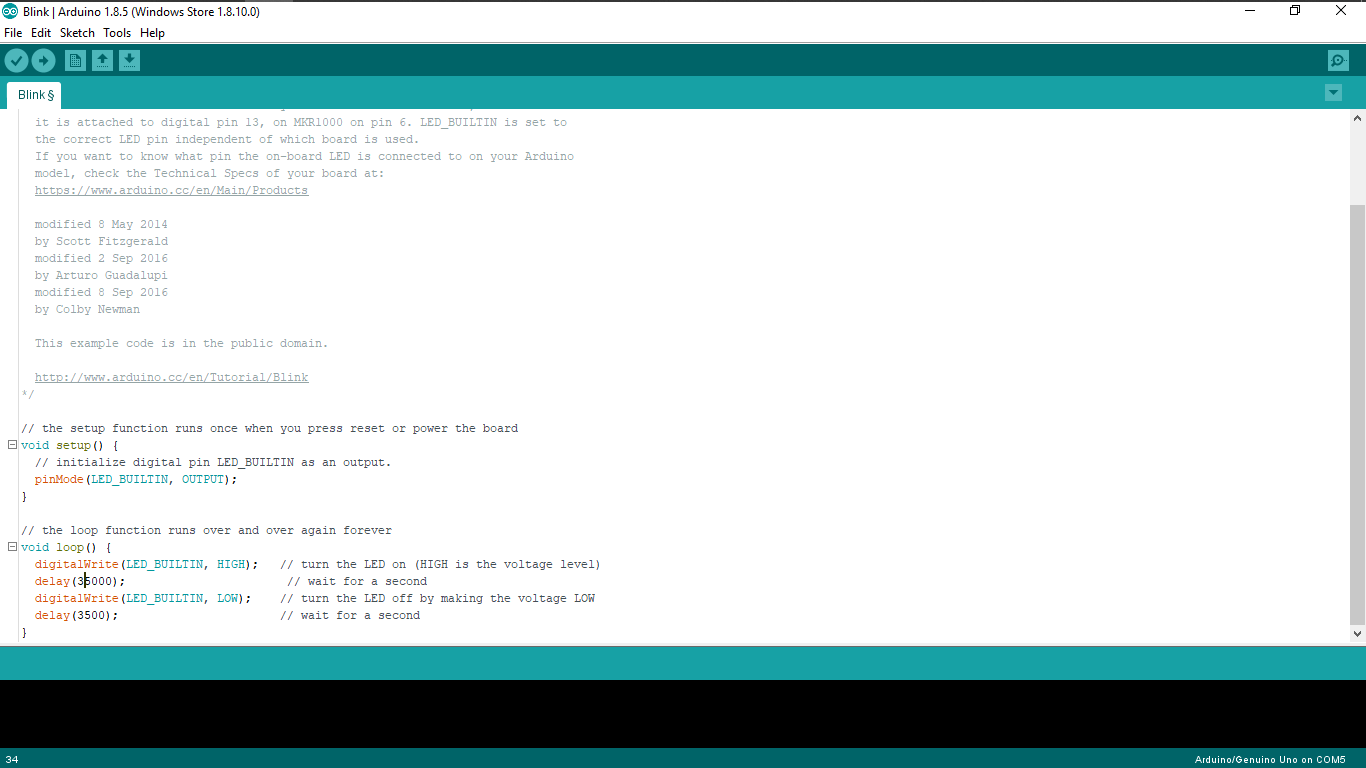 Blink | Arduino 1.8.5 (Windows Store 1.8.10.0)
File Edit Sketch Tools Help
Blink §
it is attached to digital pin 13, on MKR1000 on pin 6. LED_BUILTIN is set to
the correct LED pin independent of which board is used.
If you want to know what pin the on-board LED is connected to on your Arduino
model, check the Technical Specs of your board at:
https://www.arduino.cc/en/Main/Products
modified 8 May 2014
by Scott Fitzgerald
modified 2 Sep 2016
by Arturo Guadalupi
modified 8 Sep 2016
by Colby Newman
This example code is in the public domain.
http://www.arduino.cc/en/Tutorial/Blink
*/
// the setup function runs once when you press reset or power the board
void setup() {
// initialize digital pin LED_BUILTIN as an output.
pinMode(LED_BUILTIN, OUTPUT);
}
// the loop function runs over and over again forever
void loop() {
digitalWrite(LED_BUILTIN, HIGH);   // turn the LED on (HIGH is the voltage level)
delay(35000);                       // wait for a second
digitalWrite(LED_BUILTIN, LOW);    // turn the LED off by making the voltage LOW
delay(3500);                       // wait for a second
}
34
Arduino/Genuino Uno on COM5